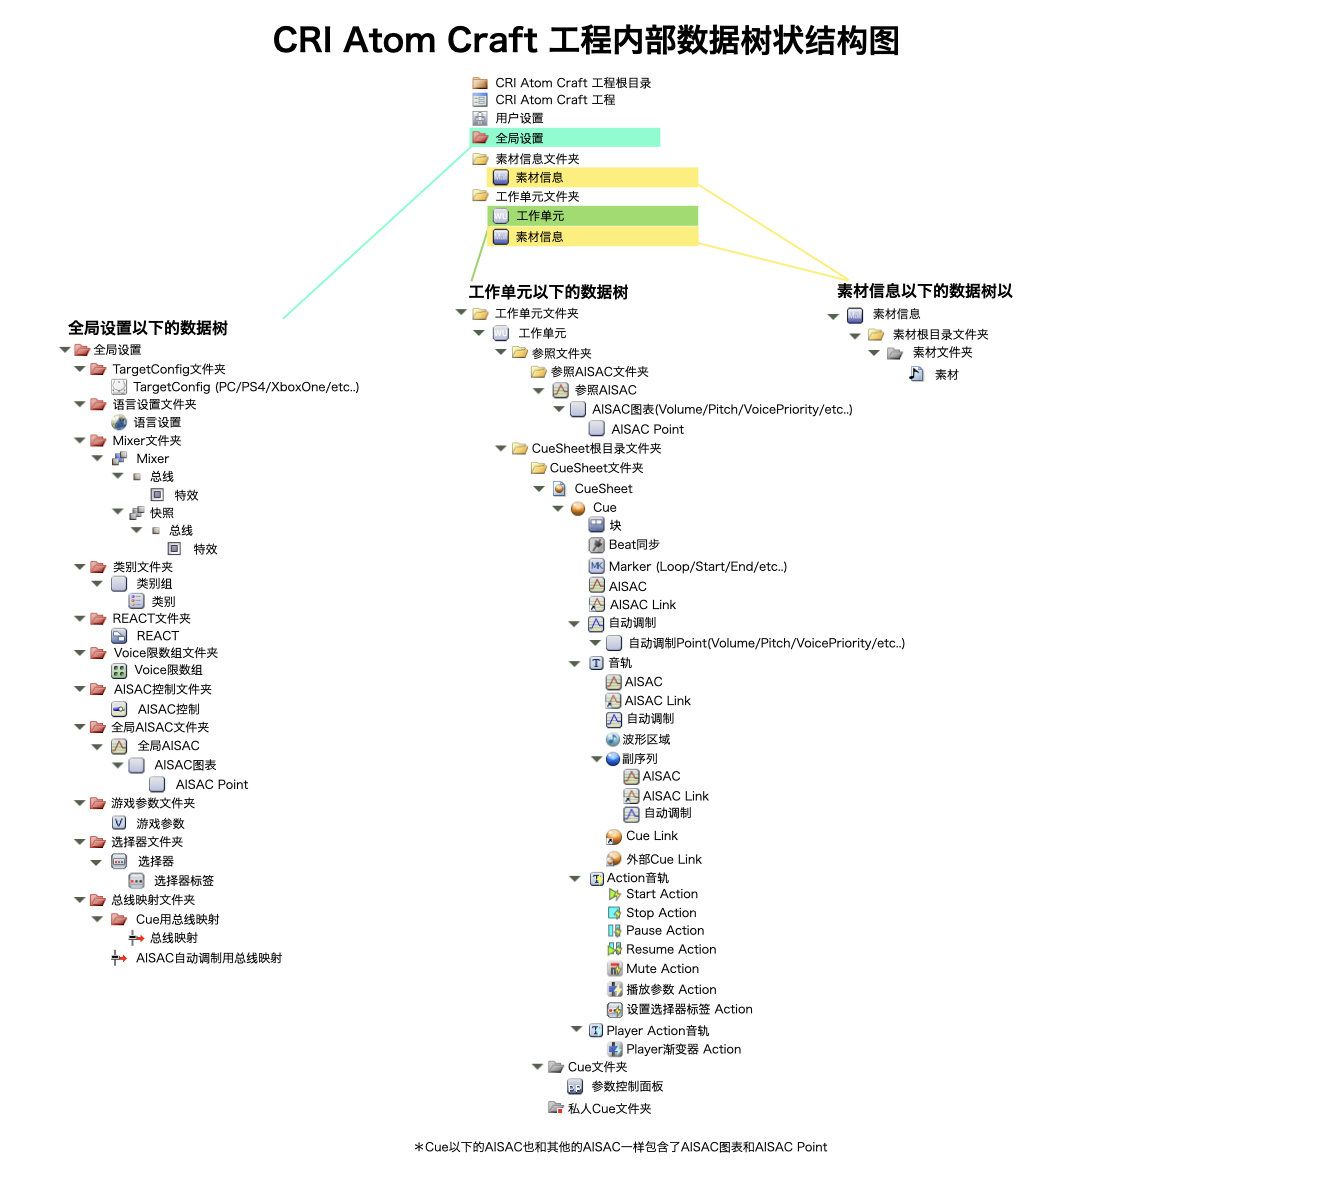 CRI Atom Craft 工程内部数据树状结构图
CRI Atom Craft 工程根目录
CRI Atom Craft 工程
用户设置
全局设置
素材信息文件夹
素材信息
工作单元文件夹
工作单元
素材信息
全局设置以下的数据树
全局设置
TargetConfig文件夹
TargetConfig (PC/PS4/XboxOne/etc..)
语言设置文件夹
语言设置
Mixer文件夹
Mixer
总线
特效
快照
总线
特效
类别文件夹
类别组
类别
REACT文件夹
REACT
Voice限数组文件夹
Voice限数组
AISAC控制文件夹
AISAC控制
全局AISAC文件夹
全局AISAC
AISAC图表
AISAC Point
游戏参数文件夹
游戏参数
选择器文件夹
选择器
选择器标签
总线映射文件夹
Cue用总线映射
总线映射
AISAC自动调制用总线映射
工作单元以下的数据树
工作单元文件夹
工作单元
参照文件夹
参照AISAC文件夹
参照AISAC
AISAC图表(Volume/Pitch/VoicePriority/etc..)
AISAC Point
CueSheet根目录文件夹
CueSheet文件夹
CueSheet
Cue
块
Beat同步
Marker (Loop/Start/End/etc..)
AISAC
AISAC Link
自动调制
自动调制Point(Volume/Pitch/VoicePriority/etc..)
音轨
AISAC
AISAC Link
自动调制
波形区域
副序列
AISAC
AISAC Link
自动调制
Cue Link
外部Cue Link
Action音轨
Start Action
Stop Action
Pause Action
Resume Action
Mute Action
播放参数 Action
设置选择器标签 Action
Player Action音轨
Player渐变器 Action
Cue文件夹
参数控制面板
私人Cue文件夹
素材信息以下的数据树以
素材信息
素材根目录文件夹
素材文件夹
素材
＊Cue以下的AISAC也和其他的AISAC一样包含了AISAC图表和AISAC Point